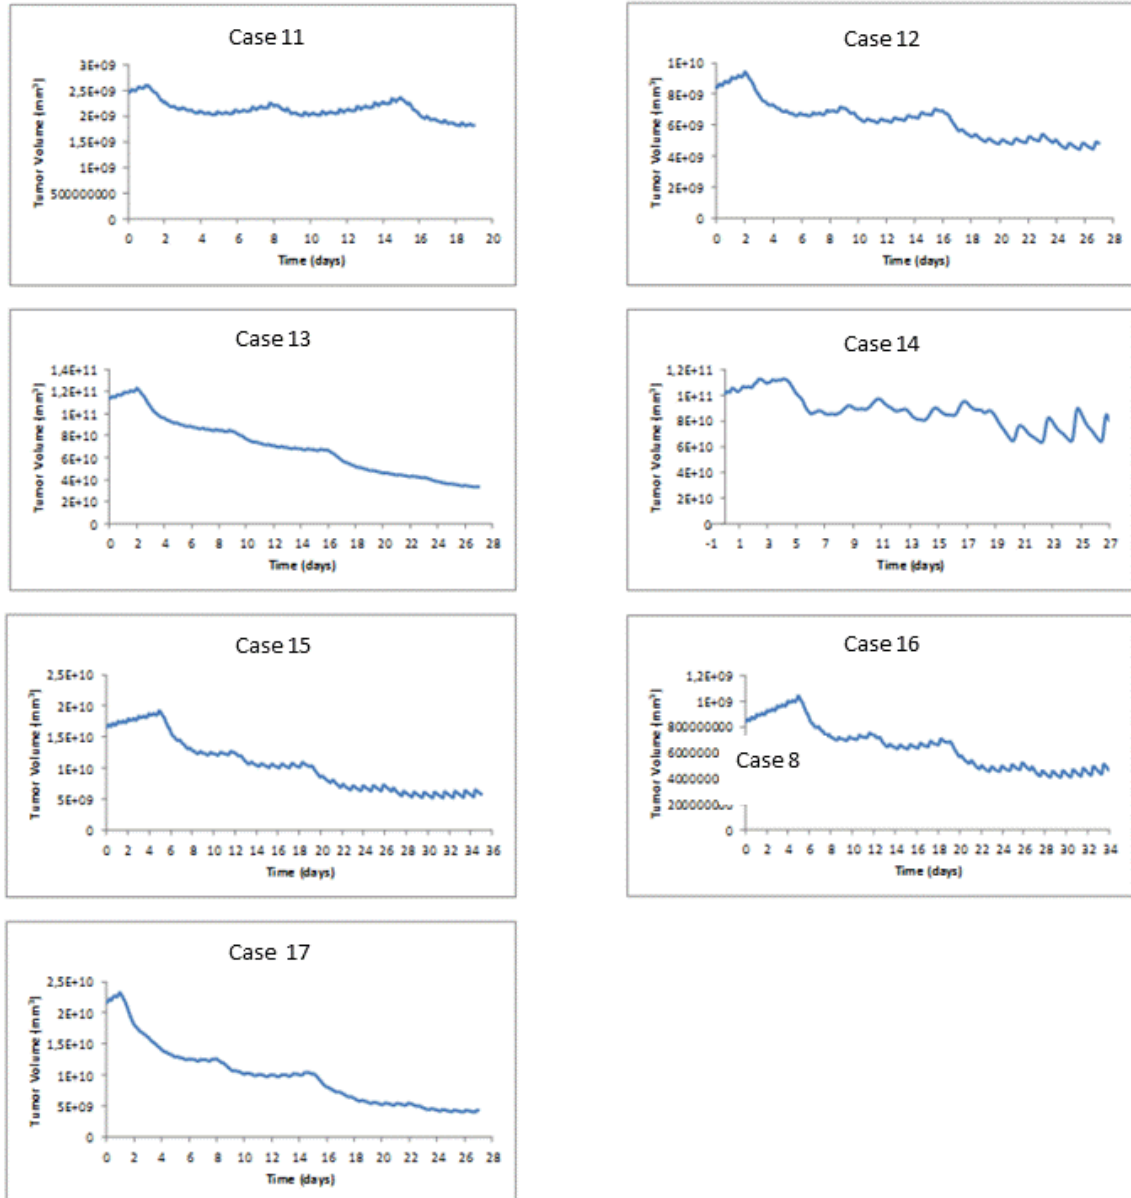 Case 11
3E+09
2,5E+09
2E+09
1,5E+09
1E+09
500000000
0
Tumor Volume (mm³)
0 2 4 6 8 10 12 14 16 18 20
Time (days)
Case 12
1E+10
8E+09
6E+09
4E+09
2E+09
0
Tumor Volume (mm³)
0 2 4 6 8 10 12 14 16 18 20 22 24 26 28
Time (days)
Case 13
1,4E+11
1,2E+11
1E+11
8E+10
6E+10
4E+10
2E+10
0
Tumor Volume (mm³)
0 2 4 6 8 10 12 14 16 18 20 22 24 26 28
Time (days)
Case 14
1,2E+11
1E+11
8E+10
6E+10
4E+10
2E+10
0
Tumor Volume (mm³)
-1 1 3 5 7 9 11 13 15 17 19 21 23 25 27
Time (days)
Case 15
2,5E+10
2E+10
1,5E+10
1E+10
5E+09
0
Tumor Volume (mm³)
0 2 4 6 8 10 12 14 16 18 20 22 24 26 28 30 32 34 36
Time (days)
Case 16
1,2E+09
1E+09
800000000
6000000
Case 8
4000000
0
Tumor Volume (mm³)
0 2 4 6 8 10 12 14 16 18 20 22 24 26 28 30 32 34
Time (days)
Case 17
2,5E+10
2E+10
1,5E+10
1E+10
5E+09
0
Tumor Volume (mm³)
0 2 4 6 8 10 12 14 16 18 20 22 24 26 28
Time (days)